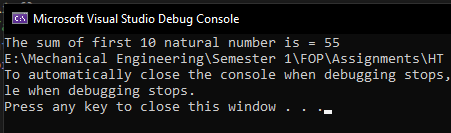 Microsoft Visual Studio Debug Console
The sum of first 10 natural number is = 55
E:\Mechanical Engineering\Semester 1\FOP\Assignments\HT
To automatically close the console when debugging stops,
le when debugging stops.
Press any key to close this window . . .